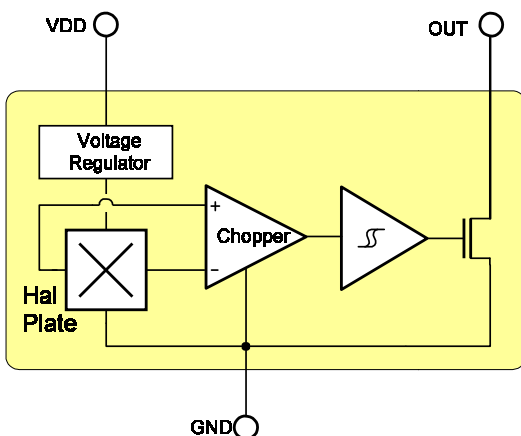 VDD
OUT
Voltage
Regulator
+
Chopper
-
Hal
Plate
GND